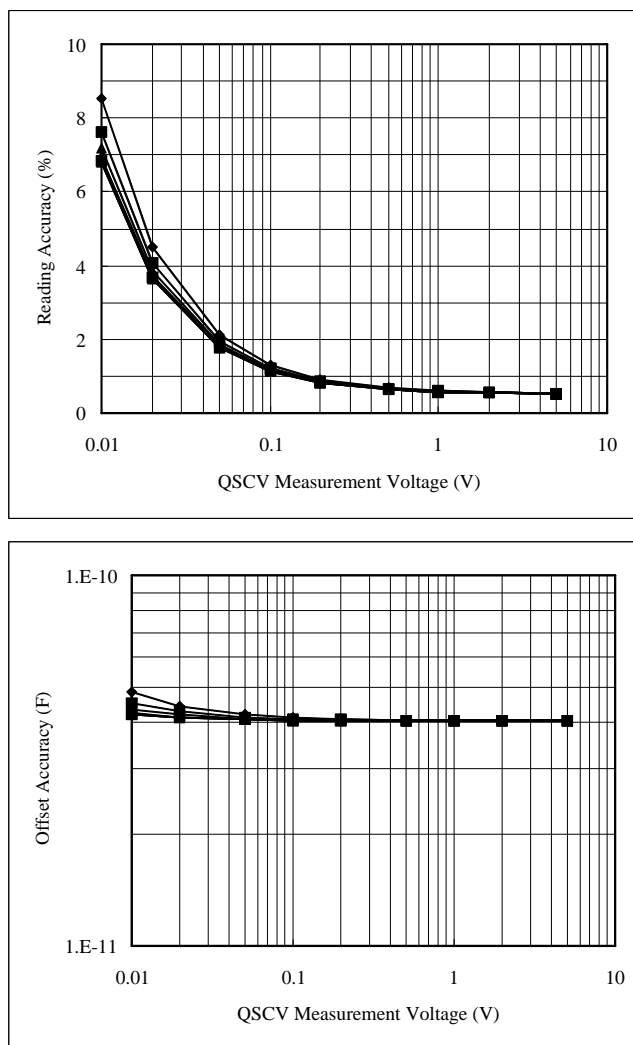 10
8
6
4
2
0
Reading Accuracy (%)
0.01 0.1 1 10
QSCV Measurement Voltage (V)
1.E-10
1.E-11
Offset Accuracy (F)
0.01 0.1 1 10
QSCV Measurement Voltage (V)